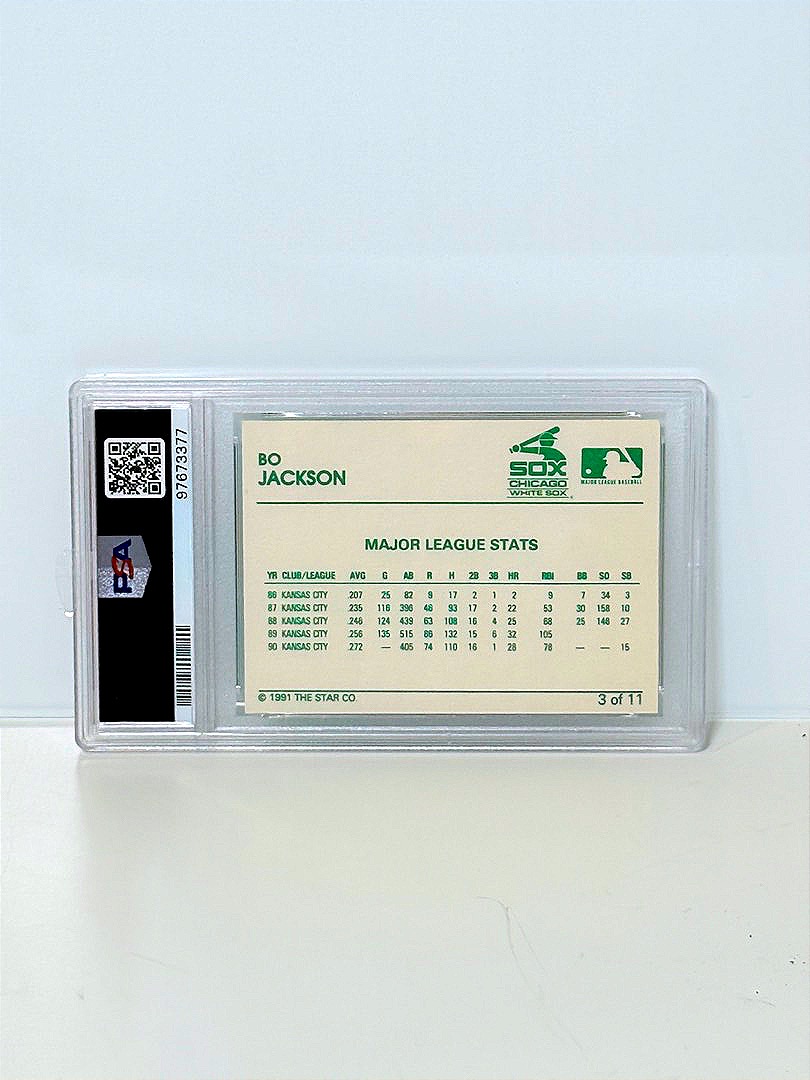 97673377
PSA
BO
JACKSON
SOX
CHICAGO
WHITE SOX
MAJOR LEAGUE BASEBALL
MAJOR LEAGUE STATS
YR CLUB/LEAGUE AVG G AB R H 2B 3B HR RBI BB SO SB
86 KANSAS CITY .207 25 82 9 17 2 1 2 9 7 34 3
87 KANSAS CITY .235 116 396 46 93 17 2 22 53 30 158 10
88 KANSAS CITY .246 124 439 63 108 16 4 25 68 25 146 27
89 KANSAS CITY .256 135 515 86 132 15 6 32 105
90 KANSAS CITY .272 — 405 74 110 16 1 28 78 — — 15
© 1991 THE STAR CO.
3 of 11